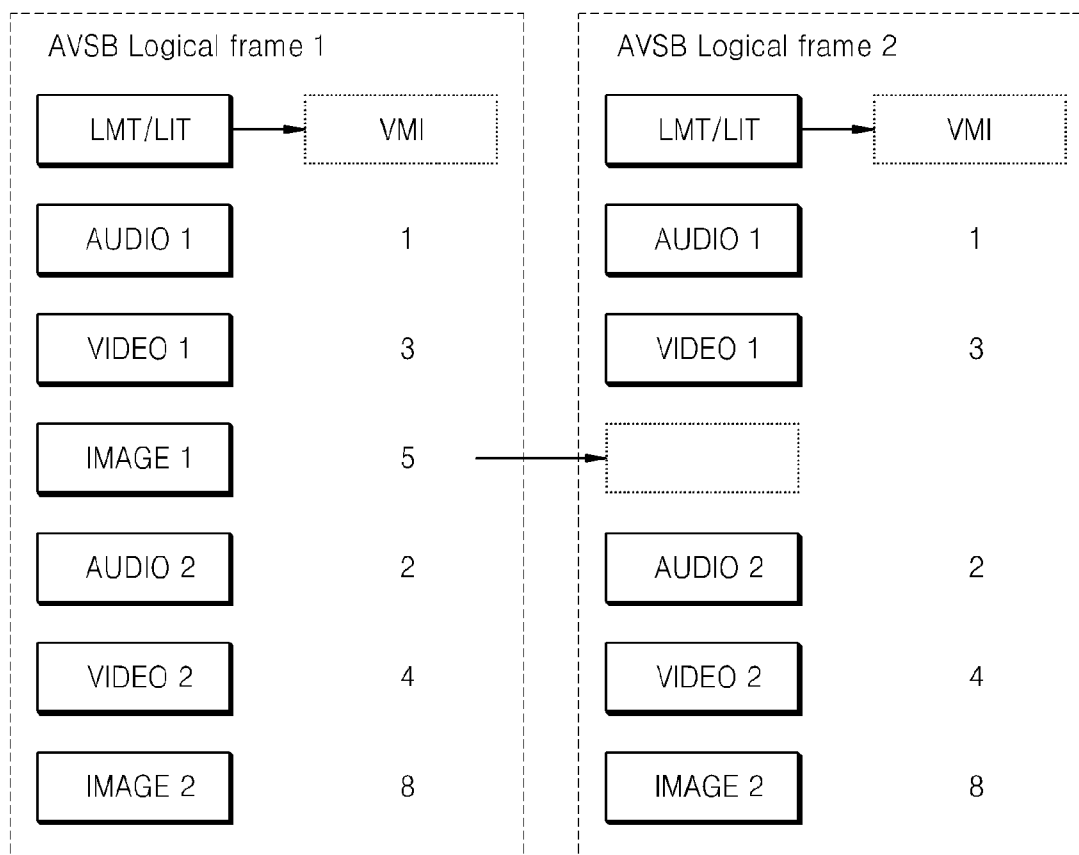 AVSB Logical frame 1
LMT/LIT VMI
AUDIO 1 1
VIDEO 1 3
IMAGE 1 5
AUDIO 2 2
VIDEO 2 4
IMAGE 2 8
AVSB Logical frame 2
LMT/LIT VMI
AUDIO 1 1
VIDEO 1 3
AUDIO 2 2
VIDEO 2 4
IMAGE 2 8